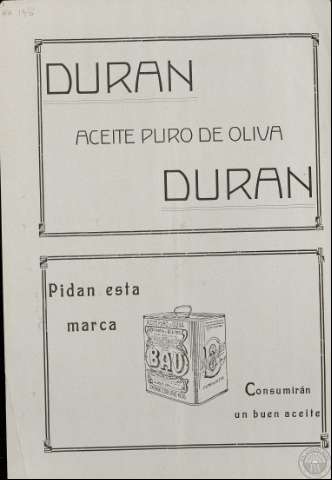 DURAN
ACEITE PURO DE OLIVA
DURAN
Pidan esta
marca
BAU
Consumirán
un buen aceite